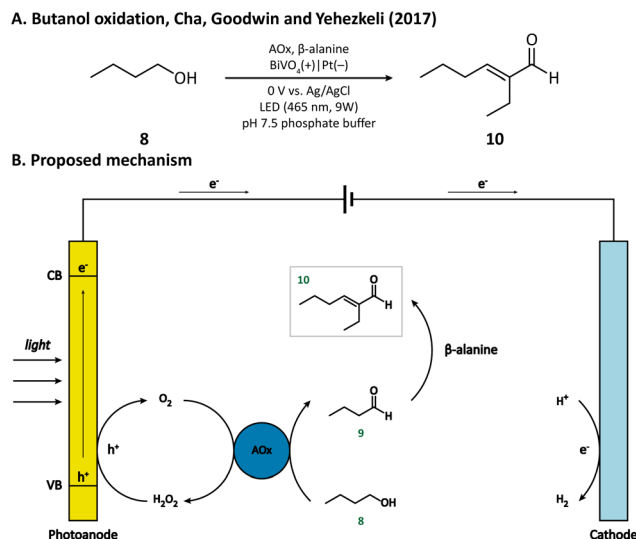 A. Butanol oxidation, Cha, Goodwin and Yehezkeli (2017)
OH
8
AOx, β-alanine
BiVO₄(+)|Pt(–)
0 V vs. Ag/AgCl
LED (465 nm, 9W)
pH 7.5 phosphate buffer
O
H
10
B. Proposed mechanism
e⁻
e⁻
CB
e⁻
light
h⁺
h⁺
VB
Photoanode
O₂
H₂O₂
AOx
10
O
H
β-alanine
O
H
9
OH
8
H⁺
e⁻
H₂
Cathode